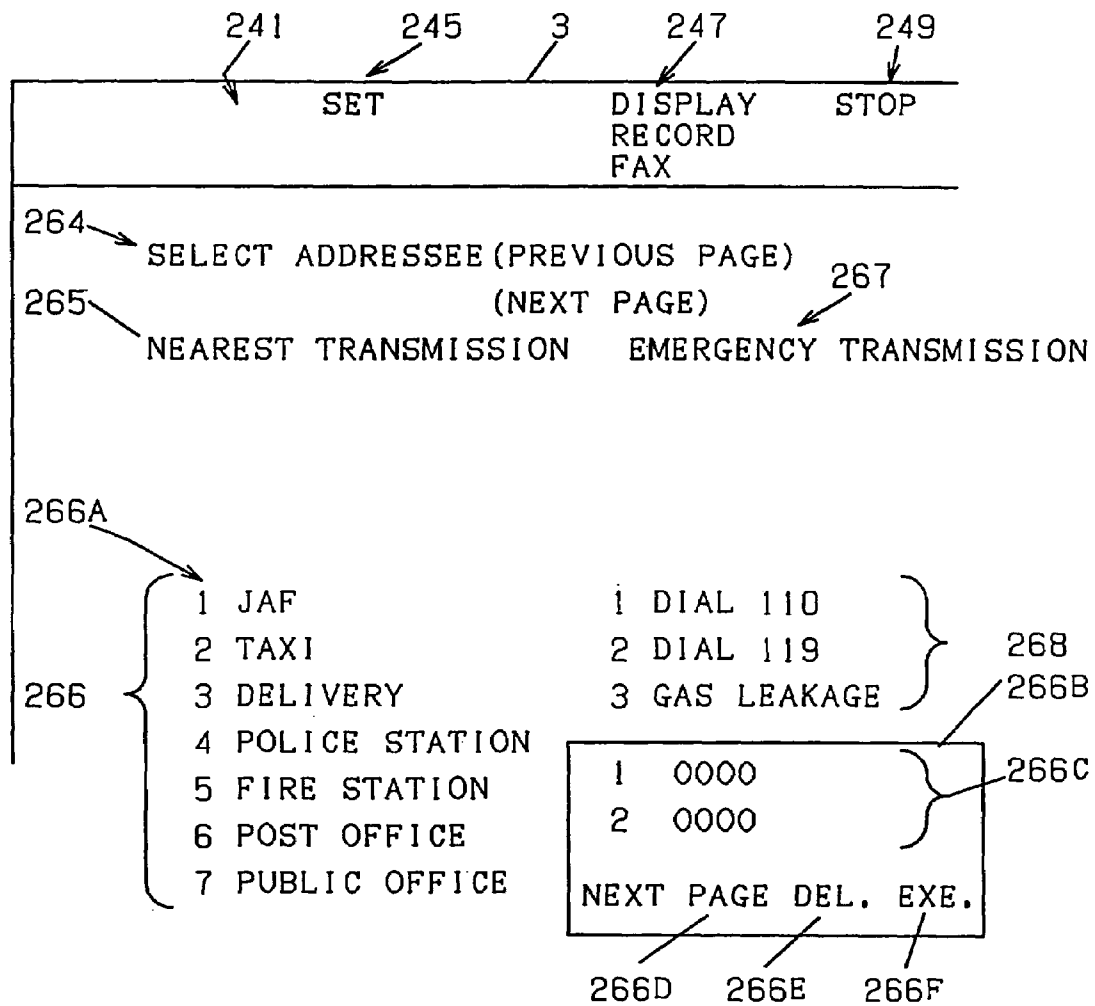 241 245 3 247 249
SET DISPLAY STOP
RECORD
FAX
264
SELECT ADDRESSEE (PREVIOUS PAGE)
267
265 (NEXT PAGE)
NEAREST TRANSMISSION EMERGENCY TRANSMISSION
266A
1 JAF 1 DIAL 110
2 TAXI 2 DIAL 119 268
266 3 DELIVERY 3 GAS LEAKAGE 266B
4 POLICE STATION
1 0000 266C
5 FIRE STATION
2 0000
6 POST OFFICE
7 PUBLIC OFFICE NEXT PAGE DEL. EXE.
266D 266E 266F